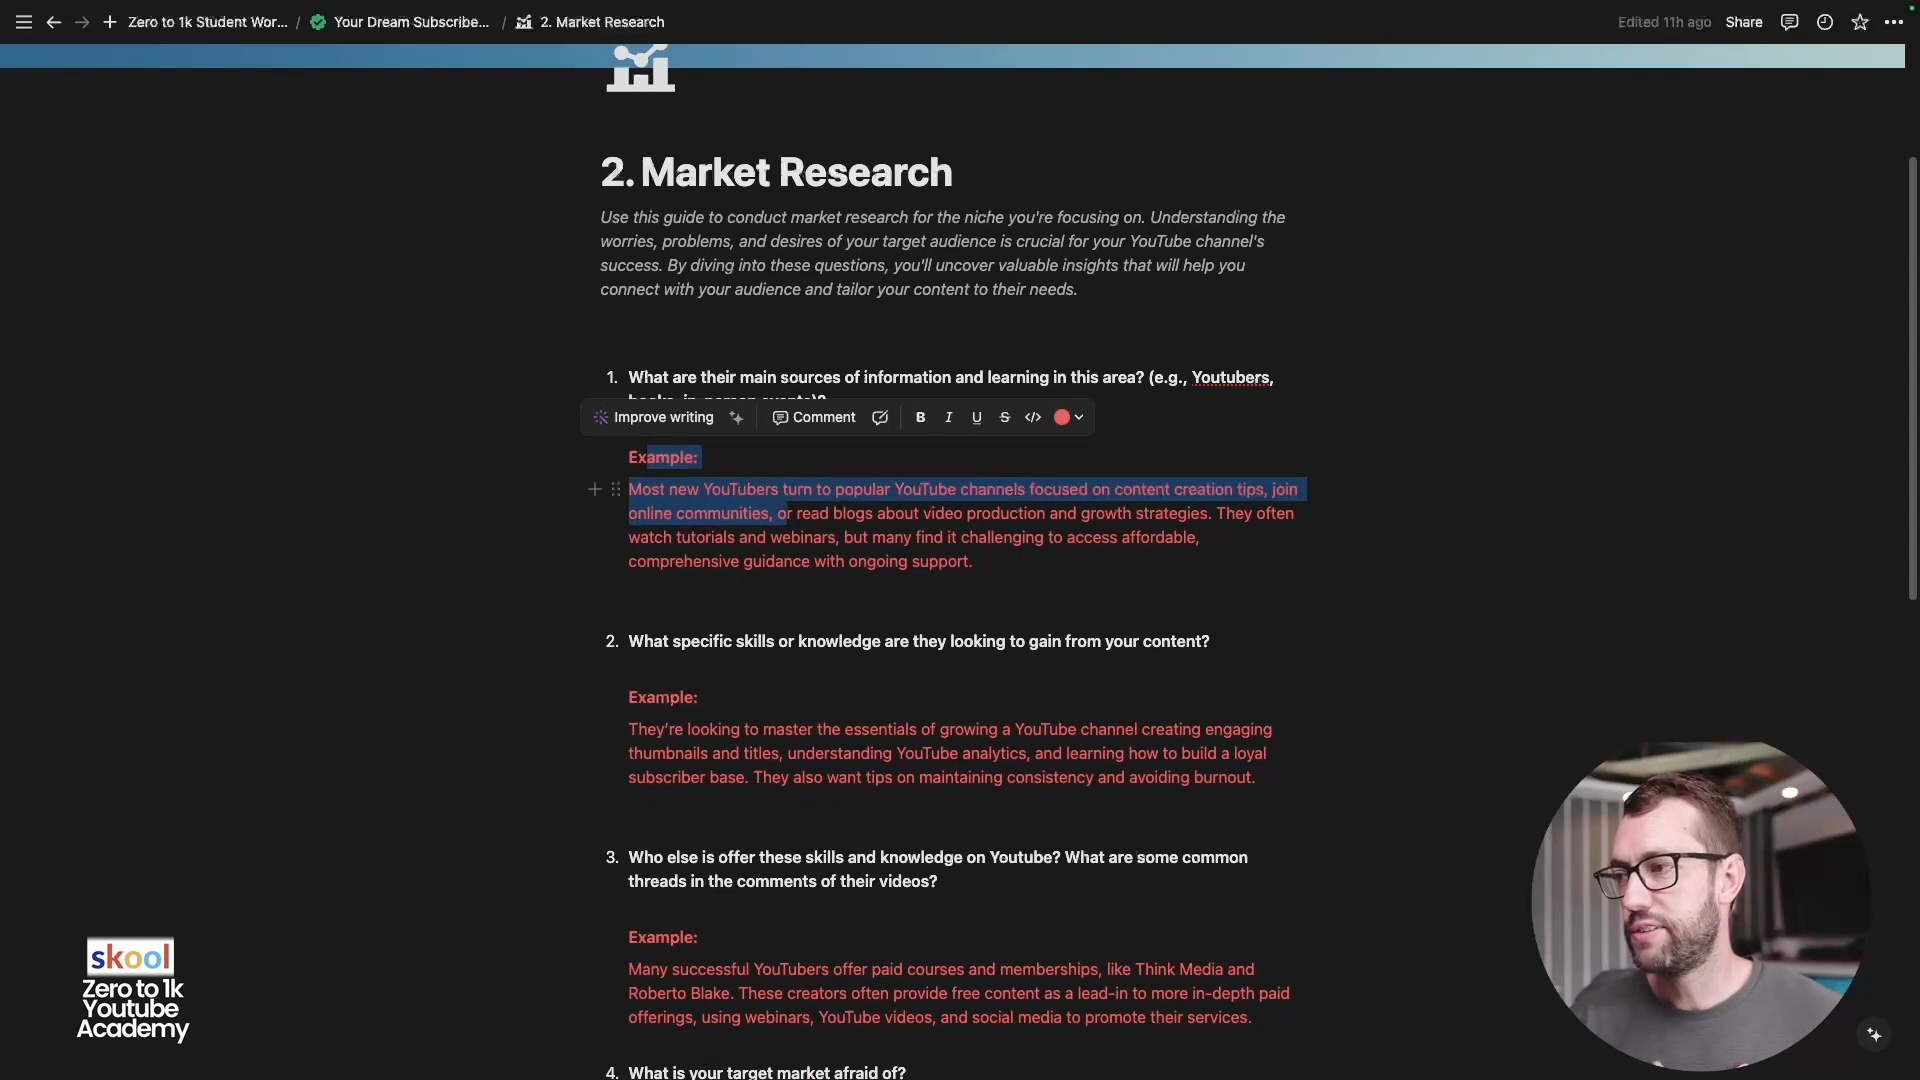 Zero to 1k Student Wor... / Your Dream Subscribe... / 2. Market Research
Edited 11h ago Share
2. Market Research
Use this guide to conduct market research for the niche you're focusing on. Understanding the
worries, problems, and desires of your target audience is crucial for your YouTube channel's
success. By diving into these questions, you'll uncover valuable insights that will help you
connect with your audience and tailor your content to their needs.
1. What are their main sources of information and learning in this area? (e.g., Youtubers,
books, in-person events)?
Improve writing Comment B I U S </>
Example:
Most new YouTubers turn to popular YouTube channels focused on content creation tips, join
online communities, or read blogs about video production and growth strategies. They often
watch tutorials and webinars, but many find it challenging to access affordable,
comprehensive guidance with ongoing support.
2. What specific skills or knowledge are they looking to gain from your content?
Example:
They're looking to master the essentials of growing a YouTube channel creating engaging
thumbnails and titles, understanding YouTube analytics, and learning how to build a loyal
subscriber base. They also want tips on maintaining consistency and avoiding burnout.
3. Who else is offer these skills and knowledge on Youtube? What are some common
threads in the comments of their videos?
Example:
Many successful YouTubers offer paid courses and memberships, like Think Media and
Roberto Blake. These creators often provide free content as a lead-in to more in-depth paid
offerings, using webinars, YouTube videos, and social media to promote their services.
4. What is your target market afraid of?
skool
Zero to 1k
Youtube
Academy